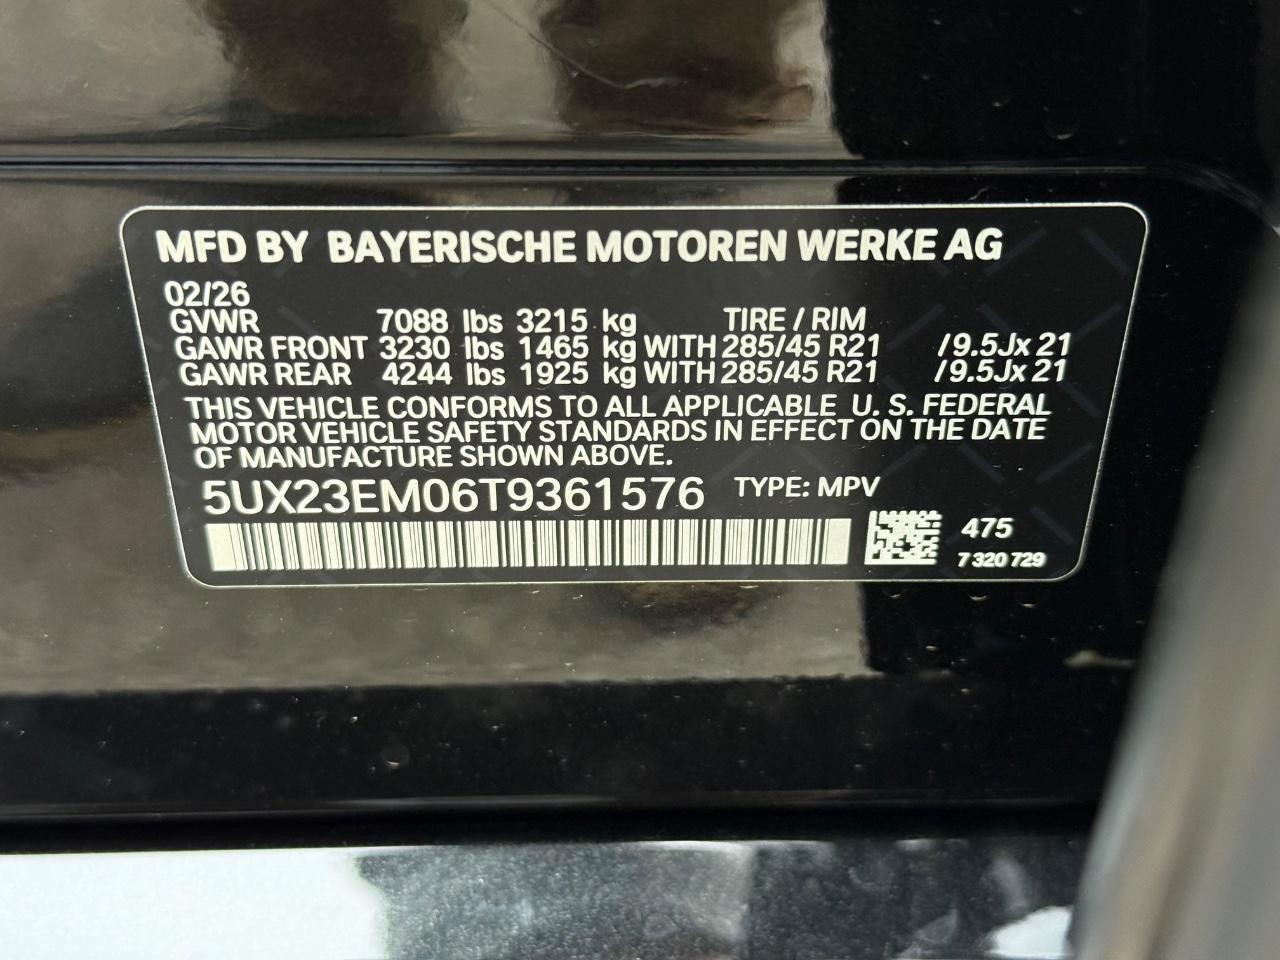 MFD BY BAYERISCHE MOTOREN WERKE AG
02/26
GVWR 7088 lbs 3215 kg TIRE / RIM
GAWR FRONT 3230 lbs 1465 kg WITH 285/45 R21 /9.5Jx 21
GAWR REAR 4244 lbs 1925 kg WITH 285/45 R21 /9.5Jx 21
THIS VEHICLE CONFORMS TO ALL APPLICABLE U. S. FEDERAL
MOTOR VEHICLE SAFETY STANDARDS IN EFFECT ON THE DATE
OF MANUFACTURE SHOWN ABOVE.
5UX23EM06T9361576 TYPE: MPV
475
7 320 729